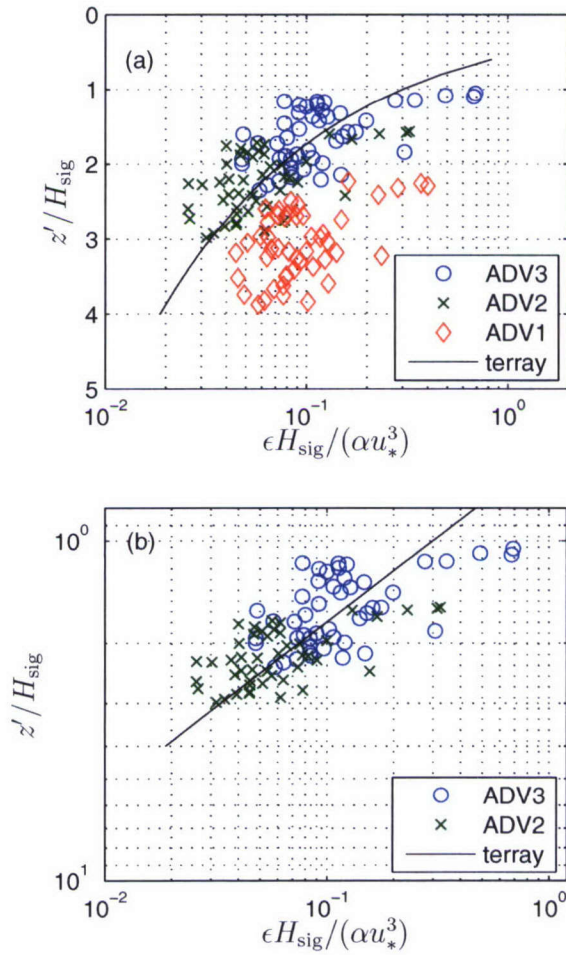 0
(a)
1
2
3
4
5
z′/H_sig
ADV3
ADV2
ADV1
terray
10^-2
10^-1
10^0
ϵH_sig/(αu_*^3)
(b)
10^0
10^1
z′/H_sig
ADV3
ADV2
terray
10^-2
10^-1
10^0
ϵH_sig/(αu_*^3)